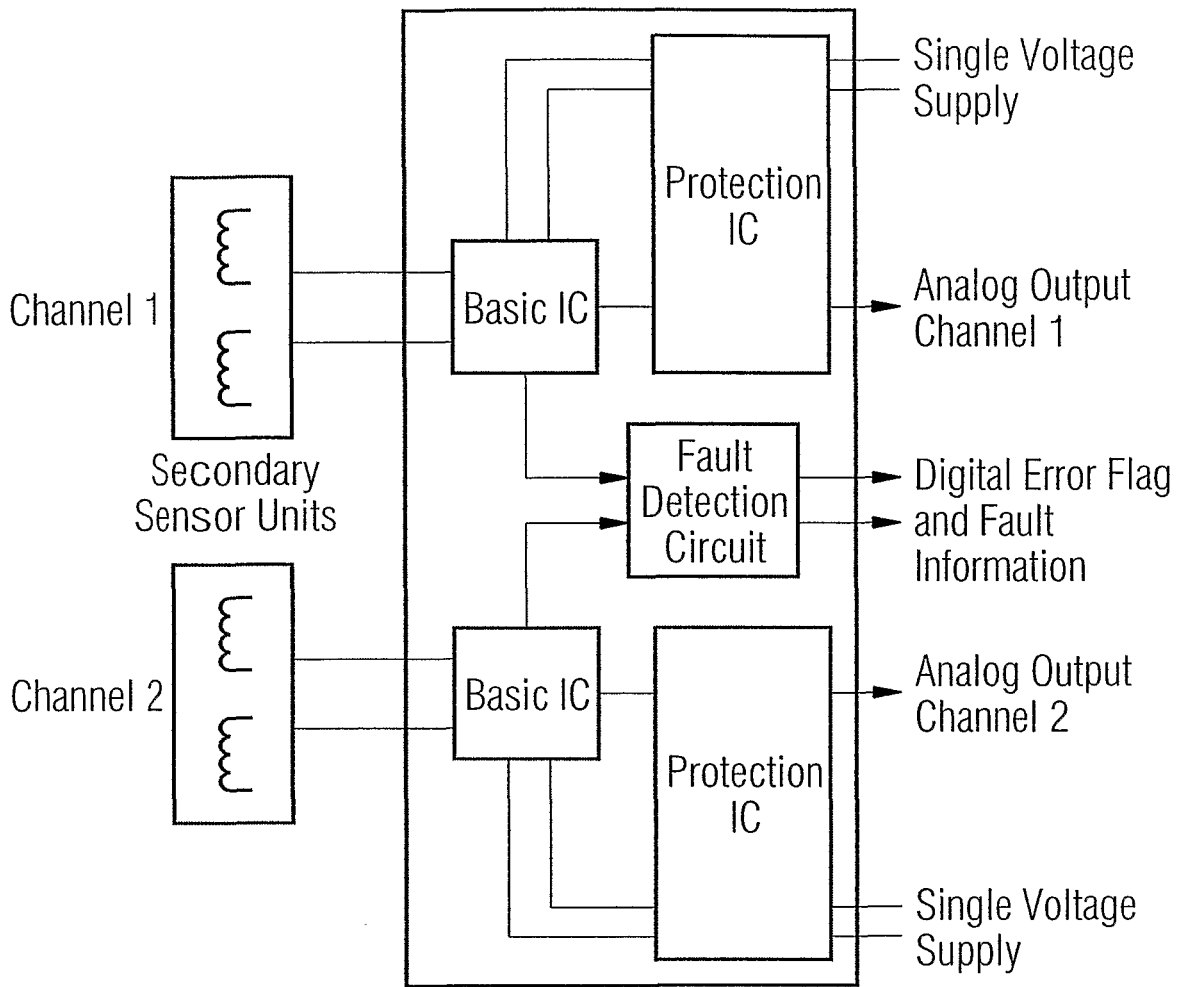 Single Voltage
Supply
Protection
IC
Channel 1
Basic IC
Analog Output
Channel 1
Secondary
Sensor Units
Fault
Detection
Circuit
Digital Error Flag
and Fault
Information
Channel 2
Basic IC
Analog Output
Channel 2
Protection
IC
Single Voltage
Supply